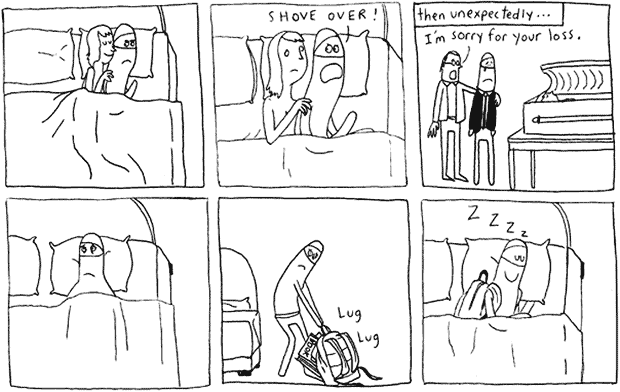 SHOVE OVER!
then unexpectedly...
I'm sorry for your loss.
Lug
Lug
Z Z Z z